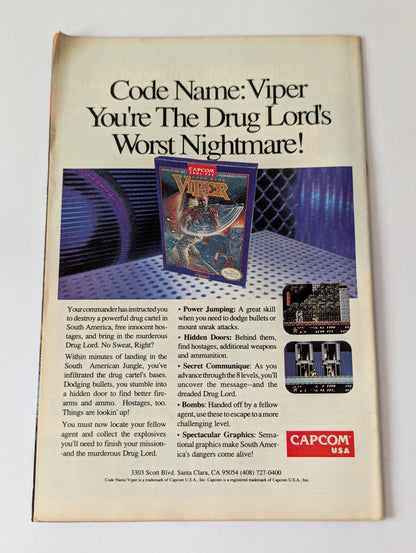 Code Name: Viper
You're The Drug Lord's
Worst Nightmare!
CAPCOM
VIPER
Your commander has instructed you
to destroy a powerful drug cartel in
South America, free innocent hos-
tages, and bring in the murderous
Drug Lord. No Sweat, Right?
Within minutes of landing in the
South American Jungle, you've
infiltrated the drug cartel's bases.
Dodging bullets, you stumble into
a hidden door to find better fire-
arms and ammo. Hostages, too.
Things are lookin' up!
You must now locate your fellow
agent and collect the explosives
you'll need to finish your mission-
-and the murderous Drug Lord.
• Power Jumping: A great skill
when you need to dodge bullets or
mount sneak attacks.
• Hidden Doors: Behind them,
find hostages, additional weapons
and ammunition.
• Secret Communique: As you
advance through the 8 levels, you'll
uncover the message--and the
dreaded Drug Lord.
• Bombs: Handed off by a fellow
agent, use these to escape to a more
challenging level.
• Spectacular Graphics: Sensa-
tional graphics make South Amer-
ica's dangers come alive!
CAPCOM
USA
3303 Scott Blvd. Santa Clara, CA 95054 (408) 727-0400
Code Name: Viper is a trademark of Capcom U.S.A., Inc. Capcom is a registered trademark of Capcom U.S.A., Inc.